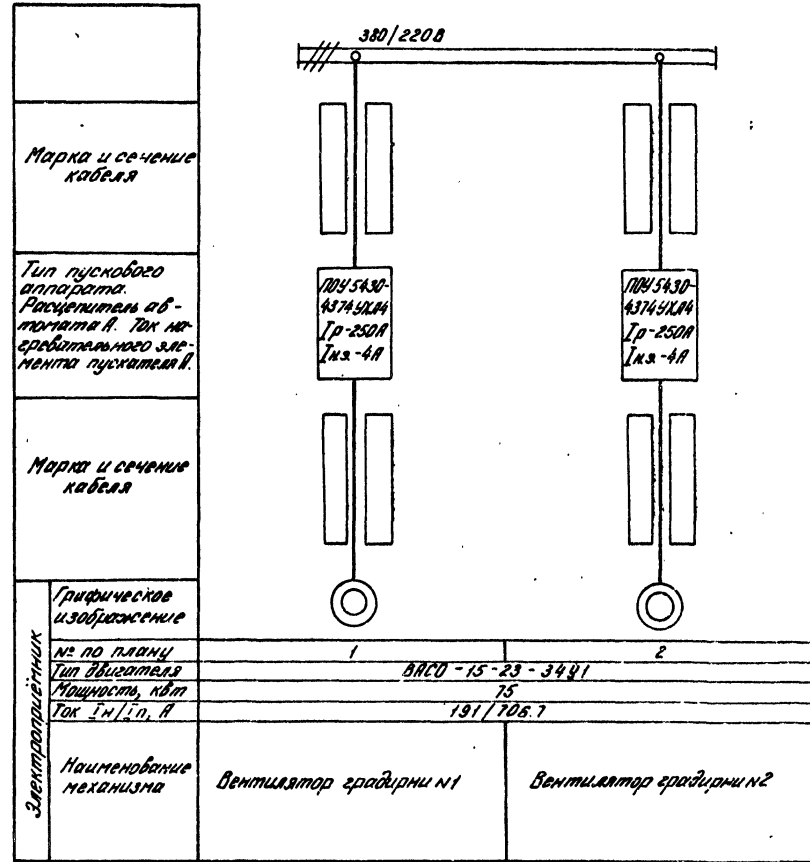 380/220В
Марка и сечение
кабеля
Тип пускового
аппарата.
Расцепитель ав-
томата А. Ток на-
гревательного эле-
мента пускателя А.
ПОУ5430-
4374УХЛ4
Iр-250А
Iнэ.-4А
ПОУ5430-
4374УХЛ4
Iр-250А
Iнэ.-4А
Марка и сечение
кабеля
Электроприёмник
Графическое
изображение
№ по плану
1
2
Тип двигателя
ВАСО-15-23-34У1
Мощность, квт
75
Ток Iн/Iп, А
191/706.7
Наименование
механизма
Вентилятор градирни №1
Вентилятор градирни №2